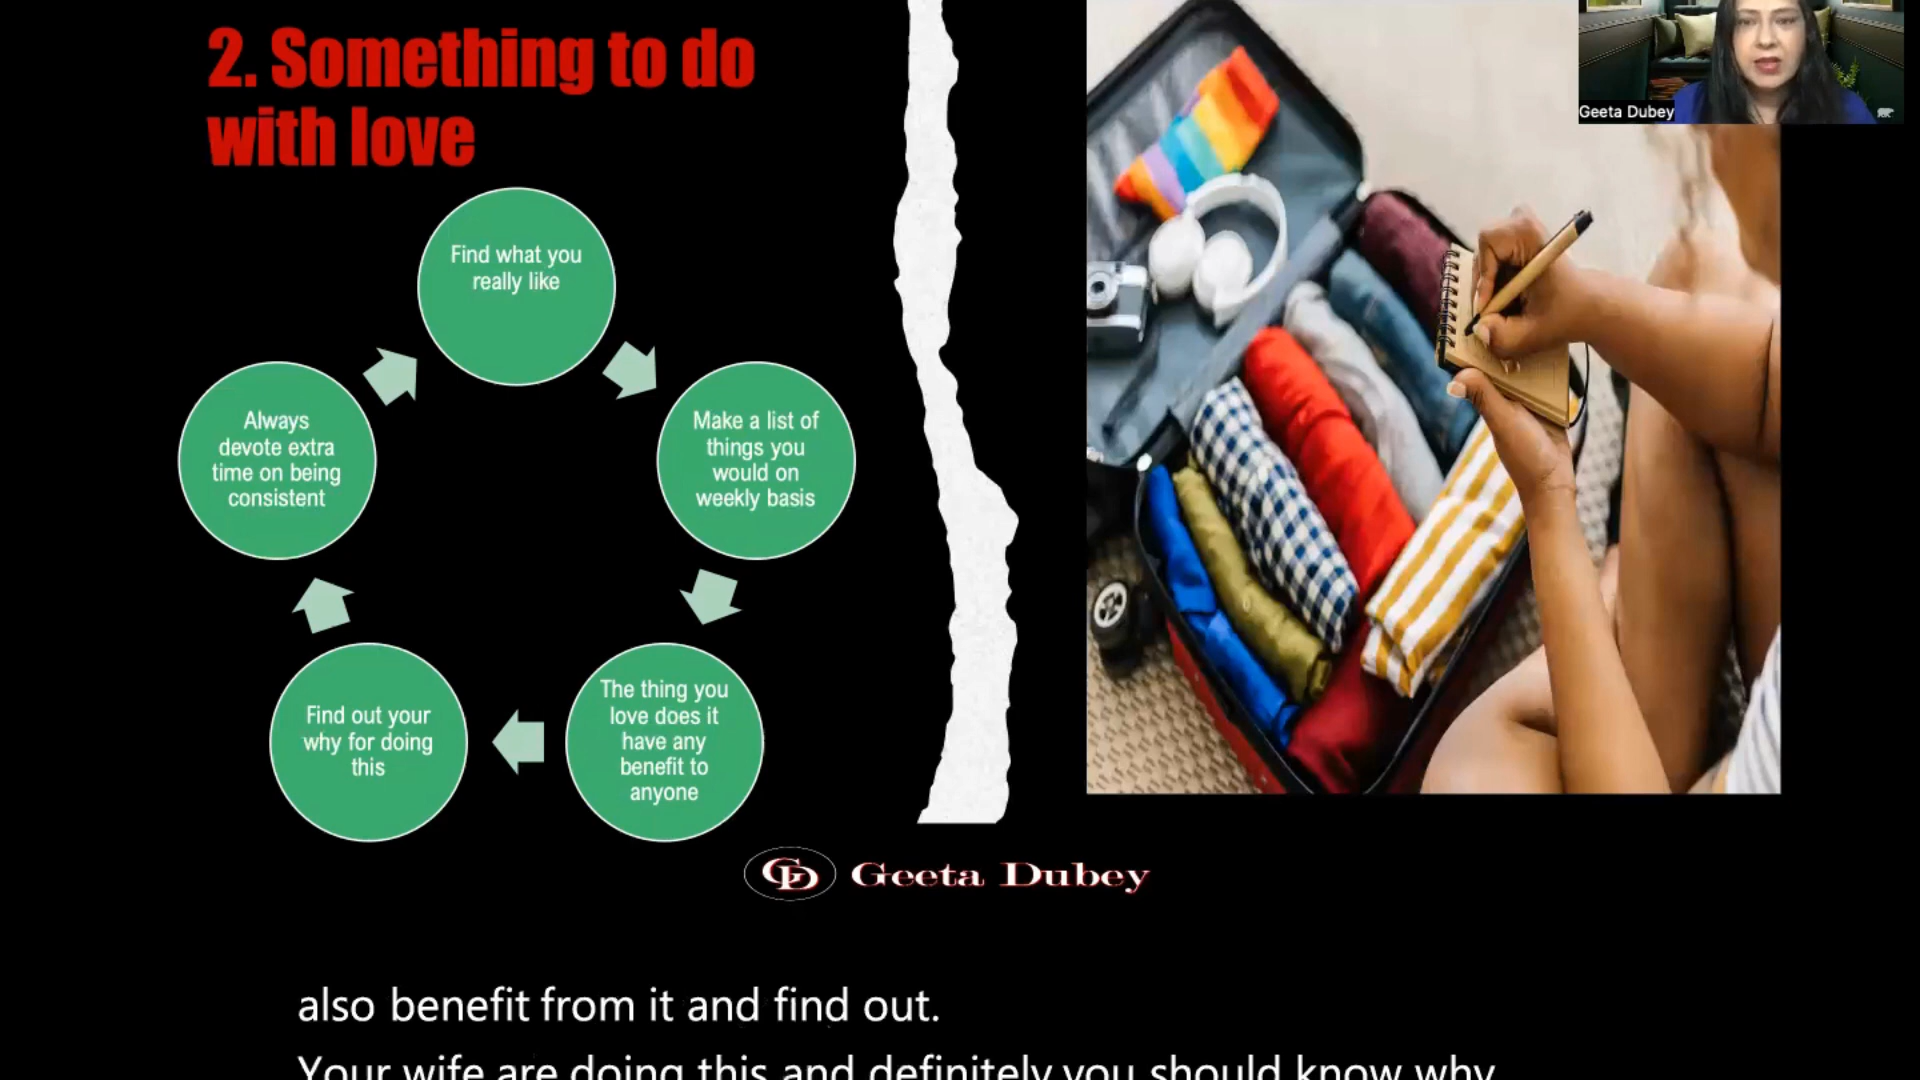 2. Something to do
with love
Geeta Dubey
Find what you
really like
Make a list of
things you
would on
weekly basis
The thing you
love does it
have any
benefit to
anyone
Find out your
why for doing
this
Always
devote extra
time on being
consistent
GD Geeta Dubey
also benefit from it and find out.
Your wife are doing this and definitely you should know why